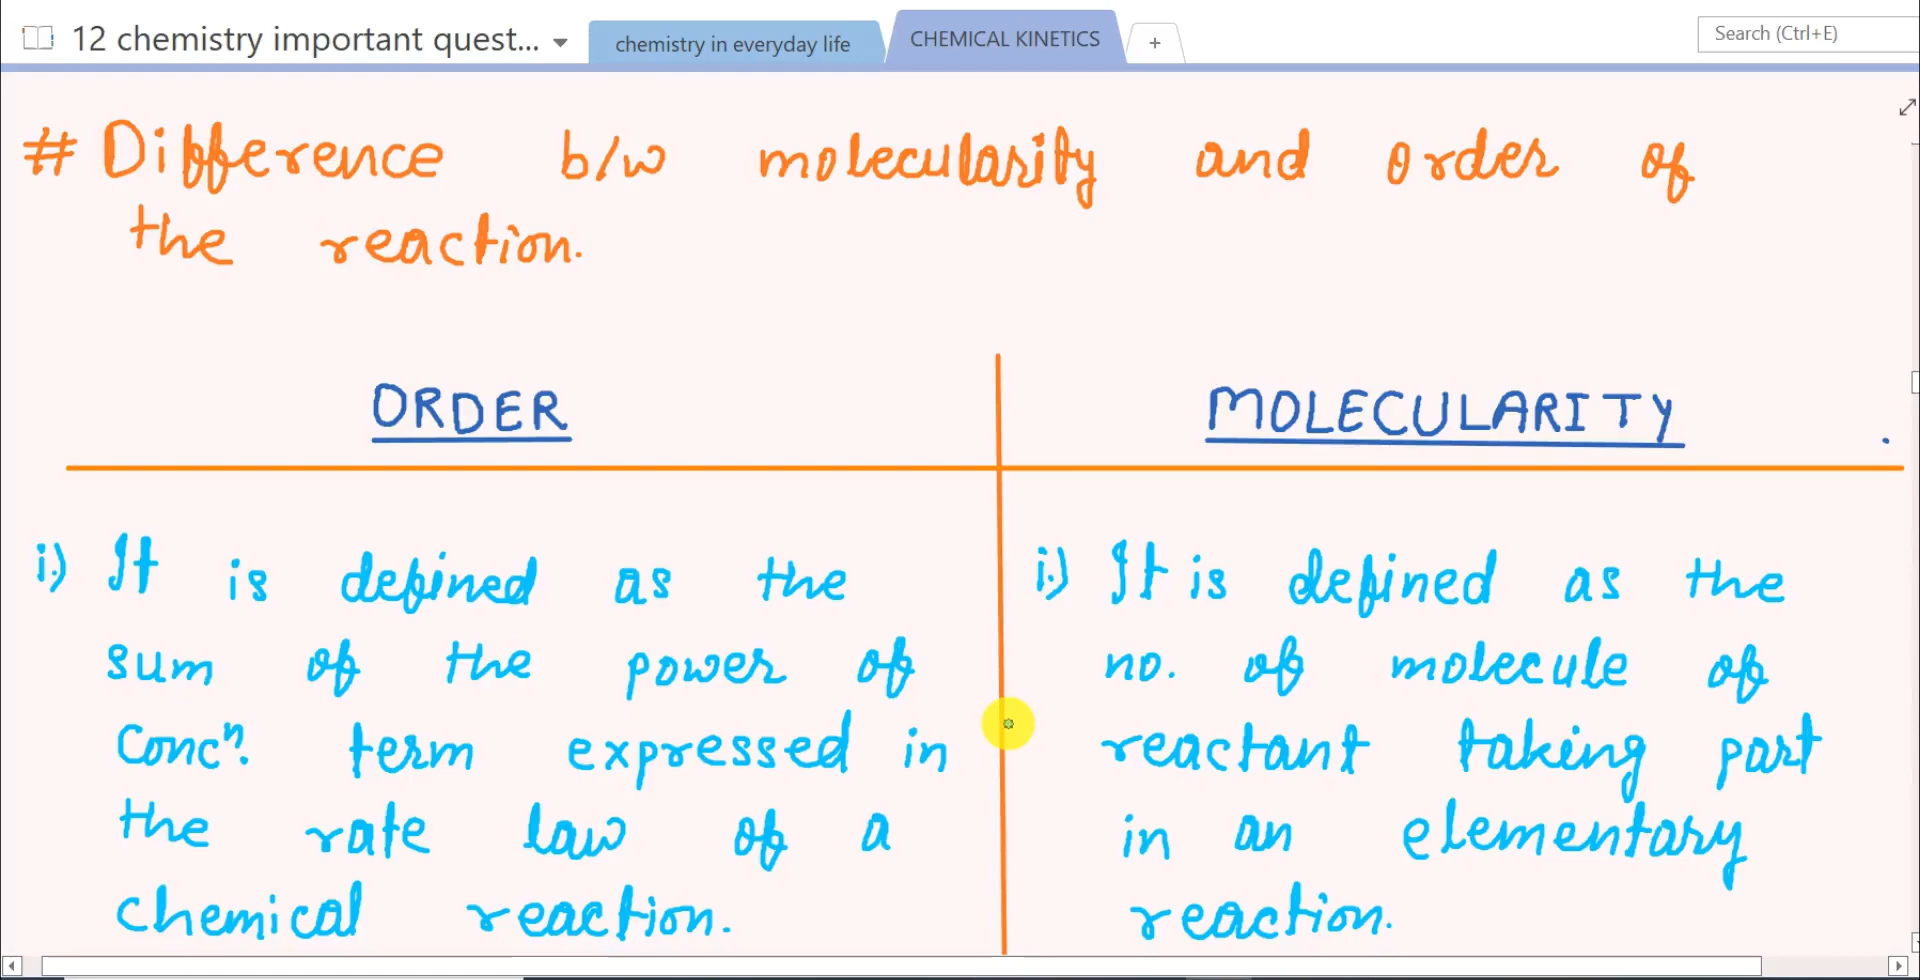 12 chemistry important quest...
chemistry in everyday life
CHEMICAL KINETICS
+
Search (Ctrl+E)
# Difference b/w molecularity and order of
the reaction.
ORDER
i.) It is defined as the
sum of the power of
Concⁿ. term expressed in
the rate law of a
chemical reaction.
MOLECULARITY
i.) It is defined as the
no. of molecule of
reactant taking part
in an elementary
reaction.